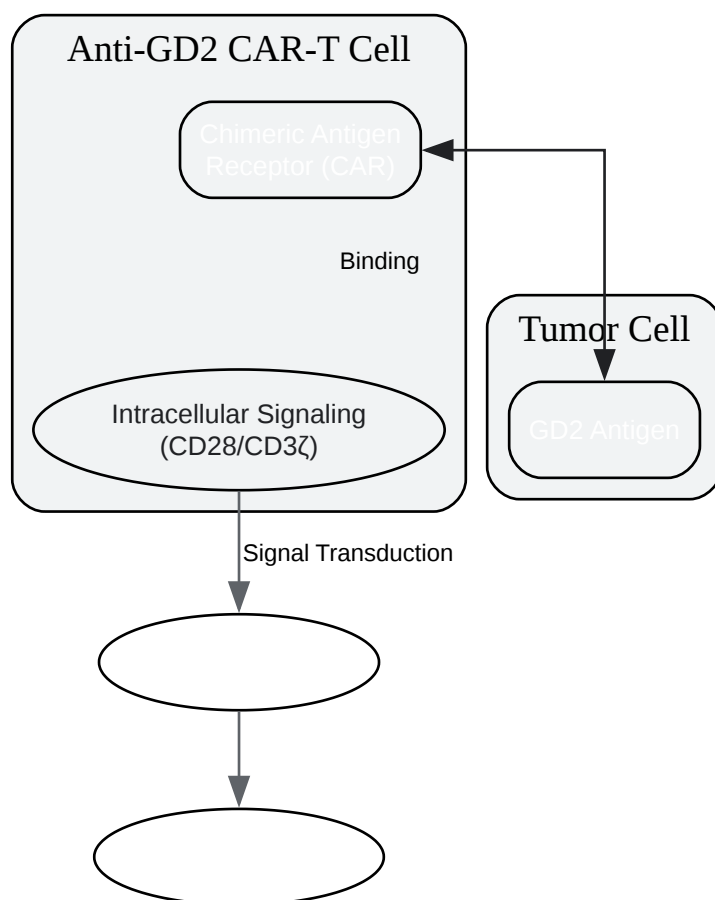 Anti-GD2 CAR-T Cell
Chimeric Antigen
Receptor (CAR)
Binding
Tumor Cell
GD2 Antigen
Intracellular Signaling
(CD28/CD3ζ)
Signal Transduction